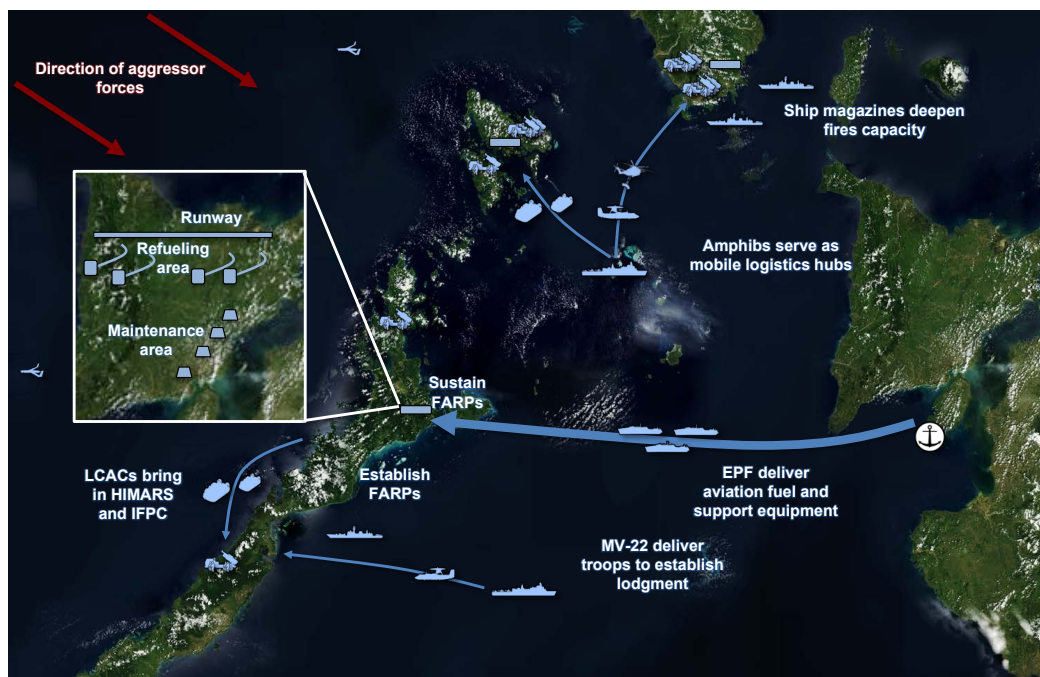 Direction of aggressor
forces
Ship magazines deepen
fires capacity
Runway
Refueling
area
Maintenance
area
Amphibs serve as
mobile logistics hubs
Sustain
FARPs
LCACs bring
in HIMARS
and IFPC
Establish
FARPs
EPF deliver
aviation fuel and
support equipment
MV-22 deliver
troops to establish
lodgment